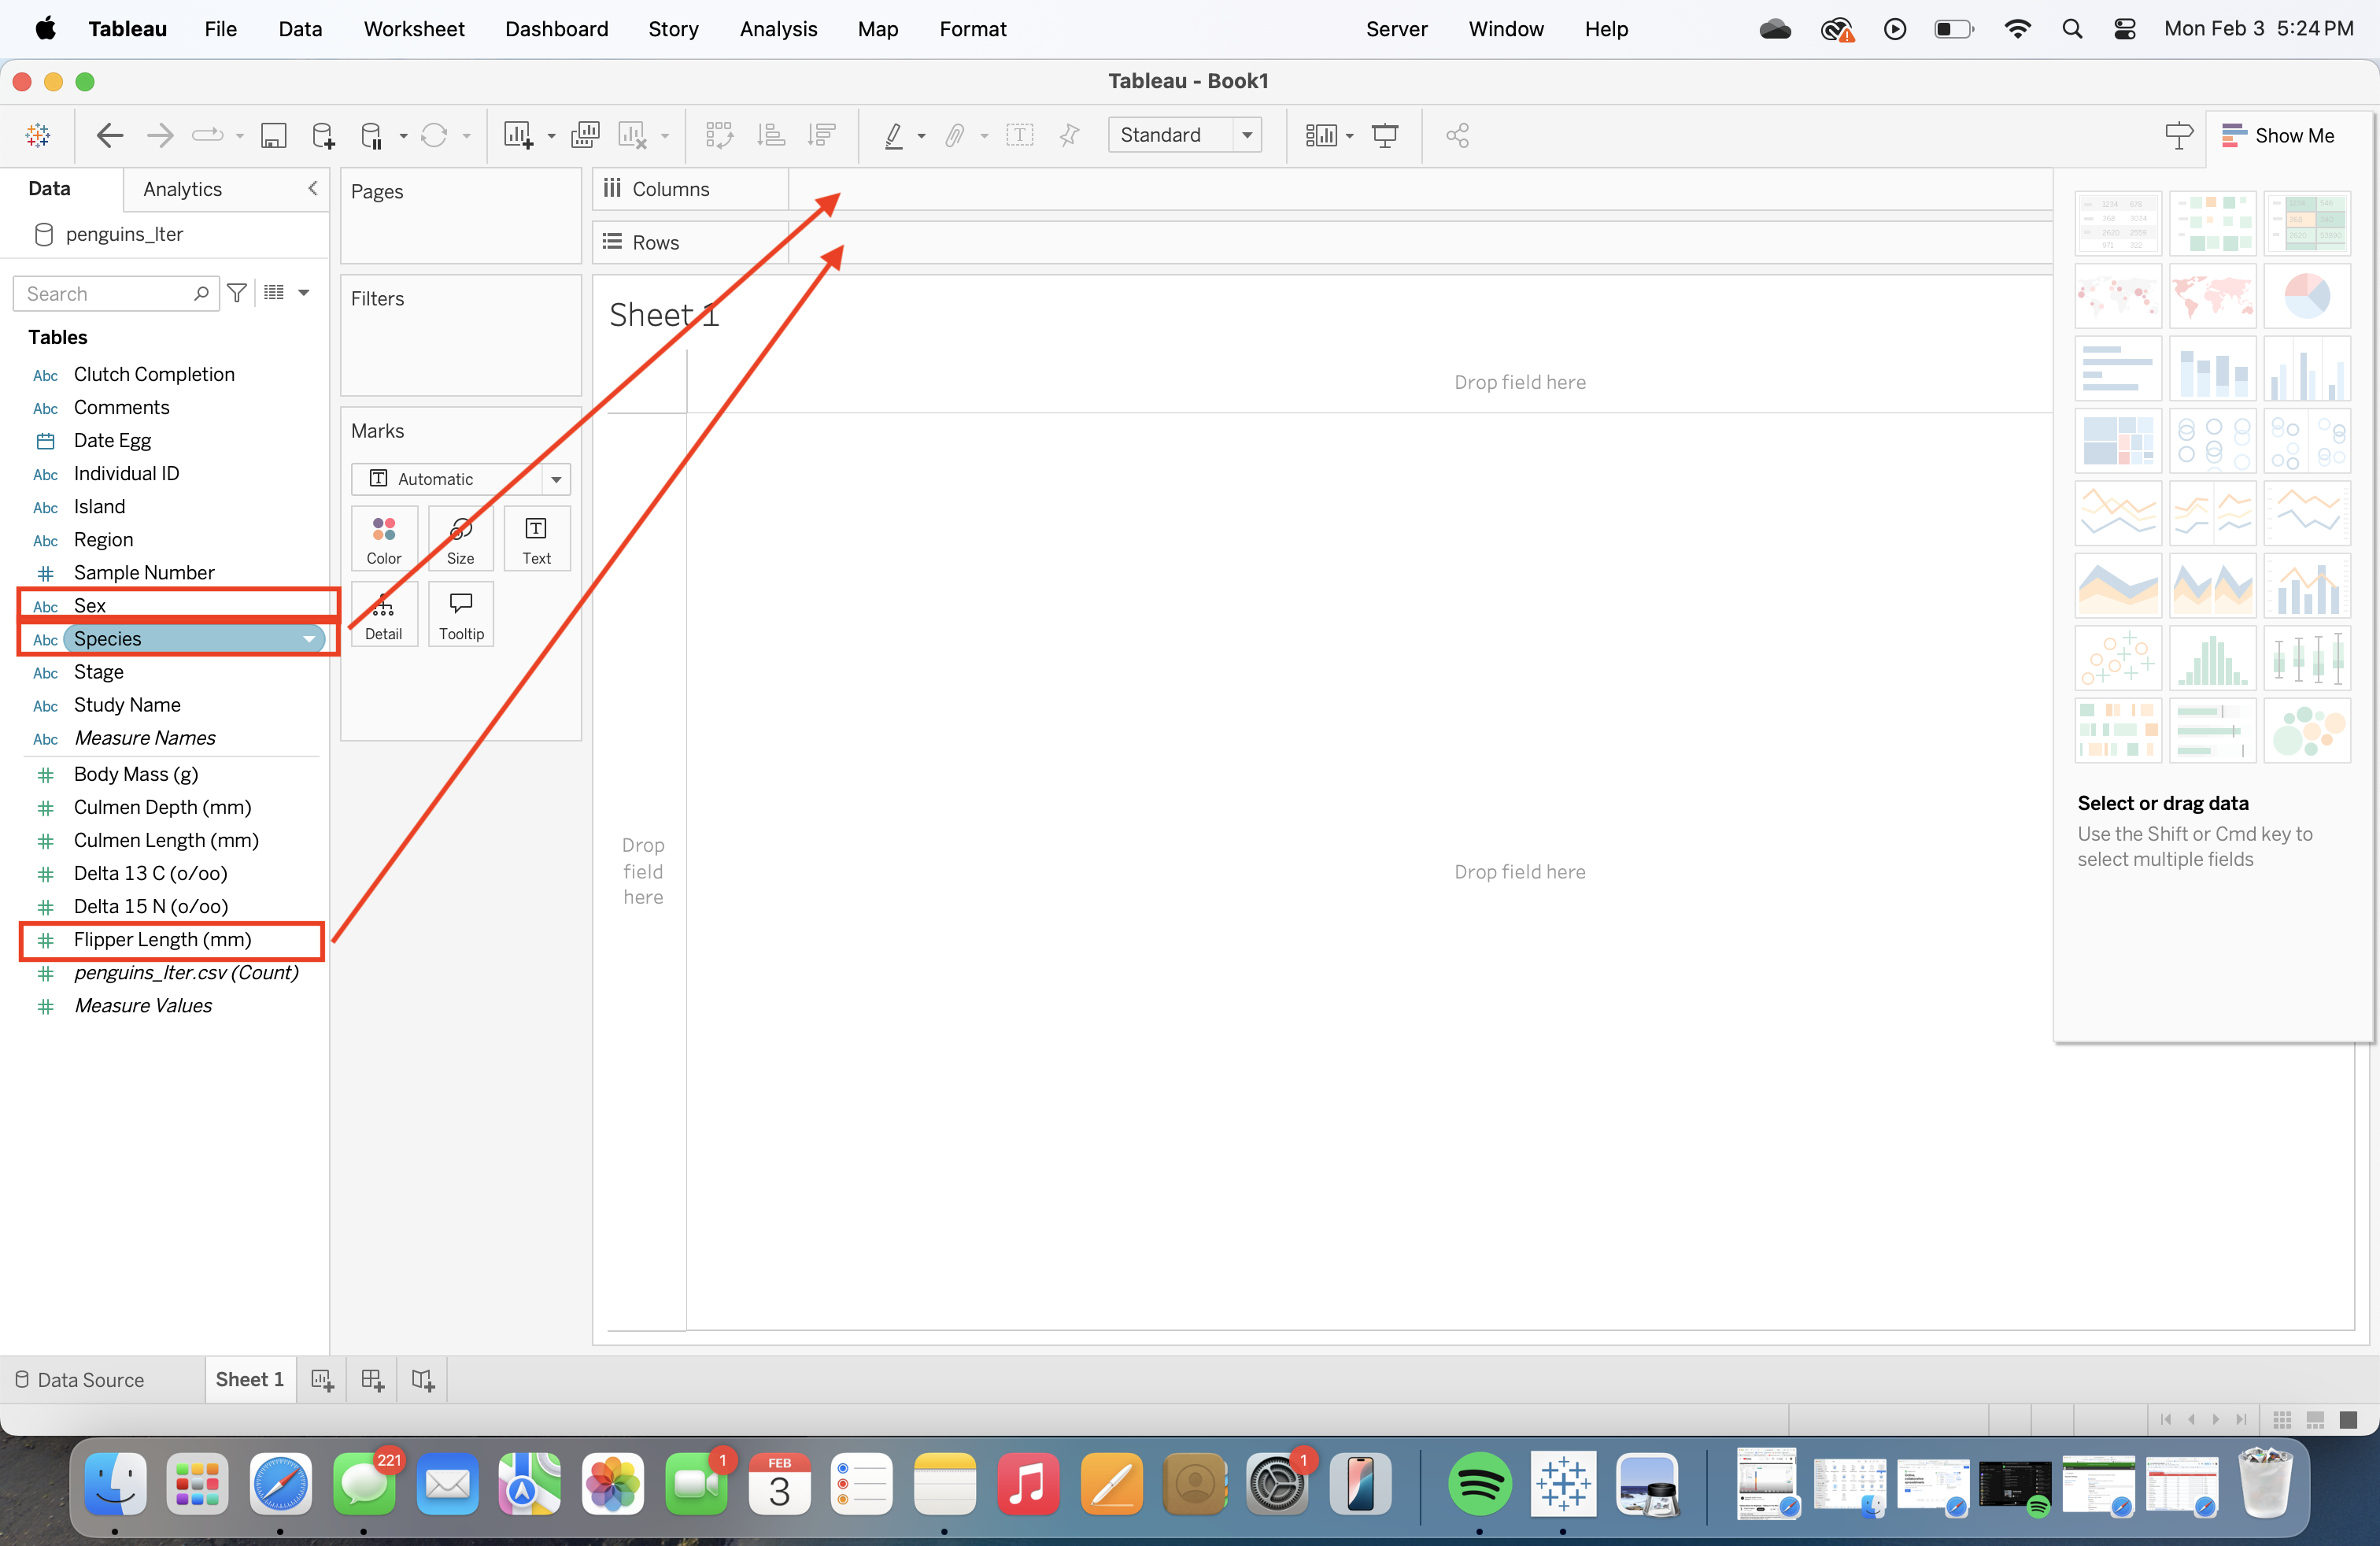 Tableau File Data Worksheet Dashboard Story Analysis Map Format Server Window Help Mon Feb 3 5:24 PM
Tableau - Book1
Standard
Show Me
Data Analytics
penguins_lter
Search
Tables
Abc Clutch Completion
Abc Comments
Date Egg
Abc Individual ID
Abc Island
Abc Region
# Sample Number
Abc Sex
Abc Species
Abc Stage
Abc Study Name
Abc Measure Names
# Body Mass (g)
# Culmen Depth (mm)
# Culmen Length (mm)
# Delta 13 C (o/oo)
# Delta 15 N (o/oo)
# Flipper Length (mm)
# penguins_lter.csv (Count)
# Measure Values
Pages
Filters
Marks
Automatic
Color Size Text
Detail Tooltip
Columns
Rows
Sheet 1
Drop field here
Drop
field
here
Drop field here
Select or drag data
Use the Shift or Cmd key to
select multiple fields
Data Source Sheet 1
221
1
FEB
3
1